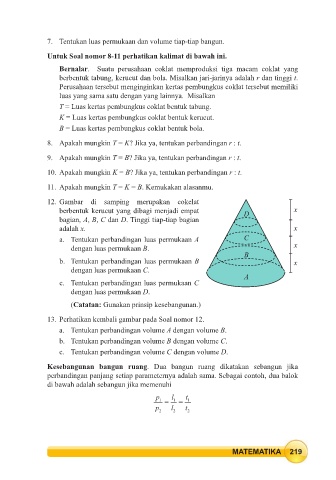 7. Tentukan luas permukaan dan volume tiap-tiap bangun.
Untuk Soal nomor 8-11 perhatikan kalimat di bawah ini.
Bernalar. Suatu perusahaan coklat memproduksi tiga macam coklat yang
berbentuk tabung, kerucut dan bola. Misalkan jari-jarinya adalah r dan tinggi t.
Perusahaan tersebut menginginkan kertas pembungkus coklat tersebut memiliki
luas yang sama satu dengan yang lainnya. Misalkan
T = Luas kertas pembungkus coklat bentuk tabung.
K = Luas kertas pembungkus coklat bentuk kerucut.
B = Luas kertas pembungkus coklat bentuk bola.
8. Apakah mungkin T = K? Jika ya, tentukan perbandingan r : t.
9. Apakah mungkin T = B? Jika ya, tentukan perbandingan r : t.
10. Apakah mungkin K = B? Jika ya, tentukan perbandingan r : t.
11. Apakah mungkin T = K = B. Kemukakan alasanmu.
12. Gambar di samping merupakan cokelat
berbentuk kerucut yang dibagi menjadi empat
bagian, A, B, C dan D. Tinggi tiap-tiap bagian
adalah x.
a. Tentukan perbandingan luas permukaan A
dengan luas permukaan B.
b. Tentukan perbandingan luas permukaan B
dengan luas permukaan C.
c. Tentukan perbandingan luas permukaan C
dengan luas permukaan D.
(Catatan: Gunakan prinsip kesebangunan.)
D
C
B
A
x
x
x
x
13. Perhatikan kembali gambar pada Soal nomor 12.
a. Tentukan perbandingan volume A dengan volume B.
b. Tentukan perbandingan volume B dengan volume C.
c. Tentukan perbandingan volume C dengan volume D.
Kesebangunan bangun ruang. Dua bangun ruang dikatakan sebangun jika
perbandingan panjang setiap parameternya adalah sama. Sebagai contoh, dua balok
di bawah adalah sebangun jika memenuhi
p₁/p₂ = l₁/l₂ = t₁/t₂
MATEMATIKA 219